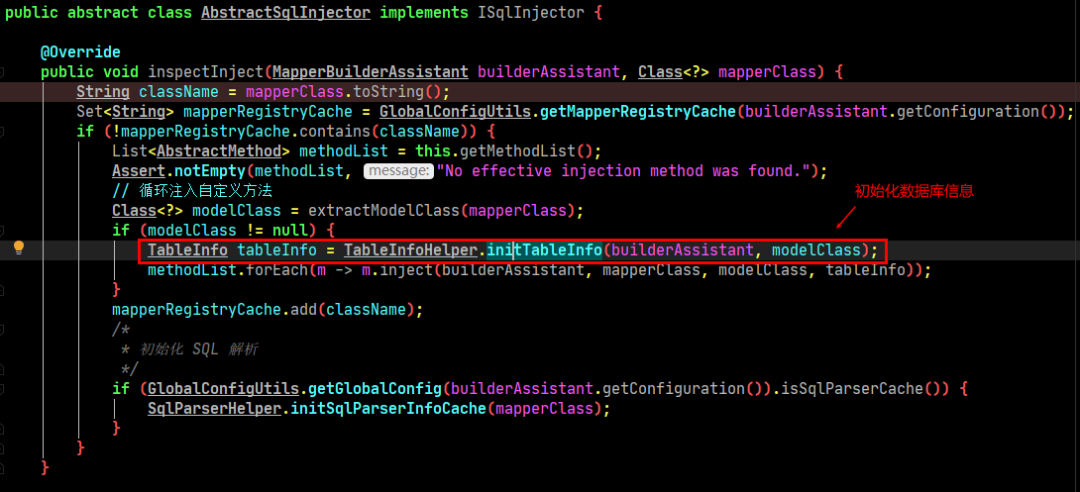 public abstract class AbstractSqlInjector implements ISqlInjector {
@Override
public void inspectInject(MapperBuilderAssistant builderAssistant, Class<?> mapperClass) {
String className = mapperClass.toString();
Set<String> mapperRegistryCache = GlobalConfigUtils.getMapperRegistryCache(builderAssistant.getConfiguration());
if (!mapperRegistryCache.contains(className)) {
List<AbstractMethod> methodList = this.getMethodList();
Assert.notEmpty(methodList, message: "No effective injection method was found.");
// 循环注入自定义方法
初始化数据库信息
Class<?> modelClass = extractModelClass(mapperClass);
if (modelClass != null) {
TableInfo tableInfo = TableInfoHelper.initTableInfo(builderAssistant, modelClass);
methodList.forEach(m -> m.inject(builderAssistant, mapperClass, modelClass, tableInfo));
}
mapperRegistryCache.add(className);
/*
* 初始化 SQL 解析
*/
if (GlobalConfigUtils.getGlobalConfig(builderAssistant.getConfiguration()).isSqlParserCache()) {
SqlParserHelper.initSqlParserInfoCache(mapperClass);
}
}
}